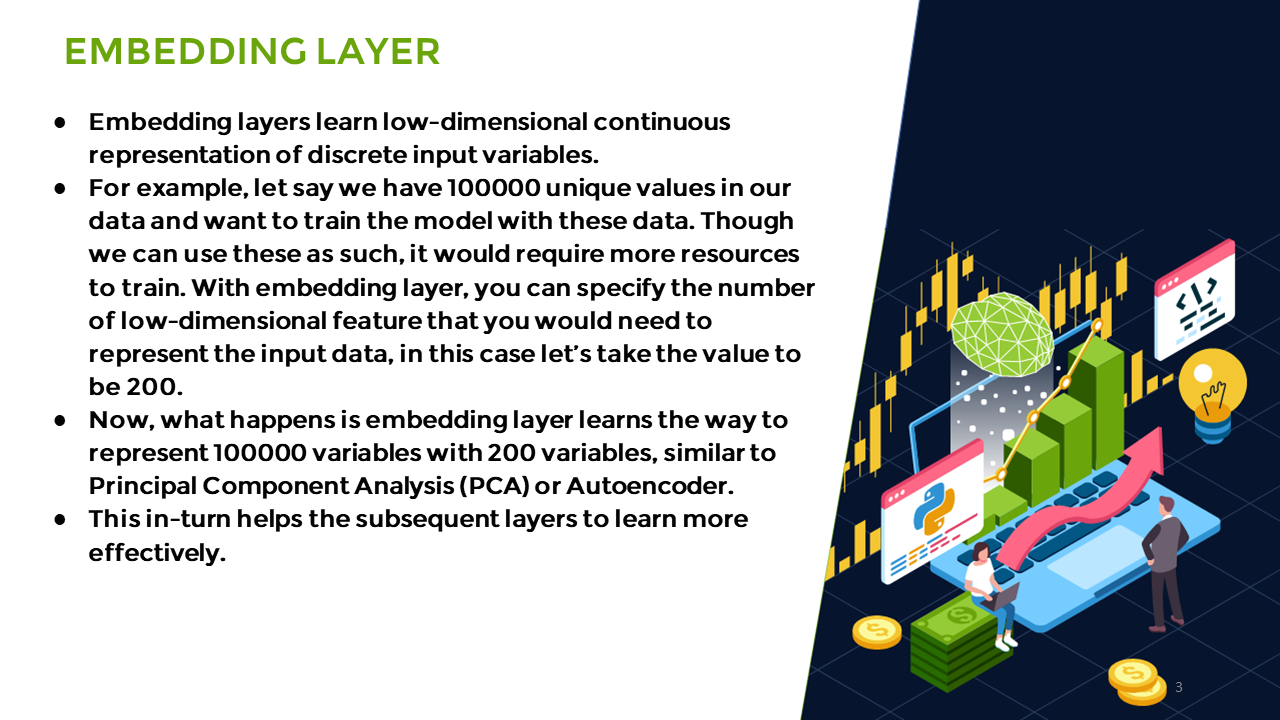 EMBEDDING LAYER
● Embedding layers learn low-dimensional continuous
representation of discrete input variables.
● For example, let say we have 100000 unique values in our
data and want to train the model with these data. Though
we can use these as such, it would require more resources
to train. With embedding layer, you can specify the number
of low-dimensional feature that you would need to
represent the input data, in this case let’s take the value to
be 200.
● Now, what happens is embedding layer learns the way to
represent 100000 variables with 200 variables, similar to
Principal Component Analysis (PCA) or Autoencoder.
● This in-turn helps the subsequent layers to learn more
effectively.
<\>
3